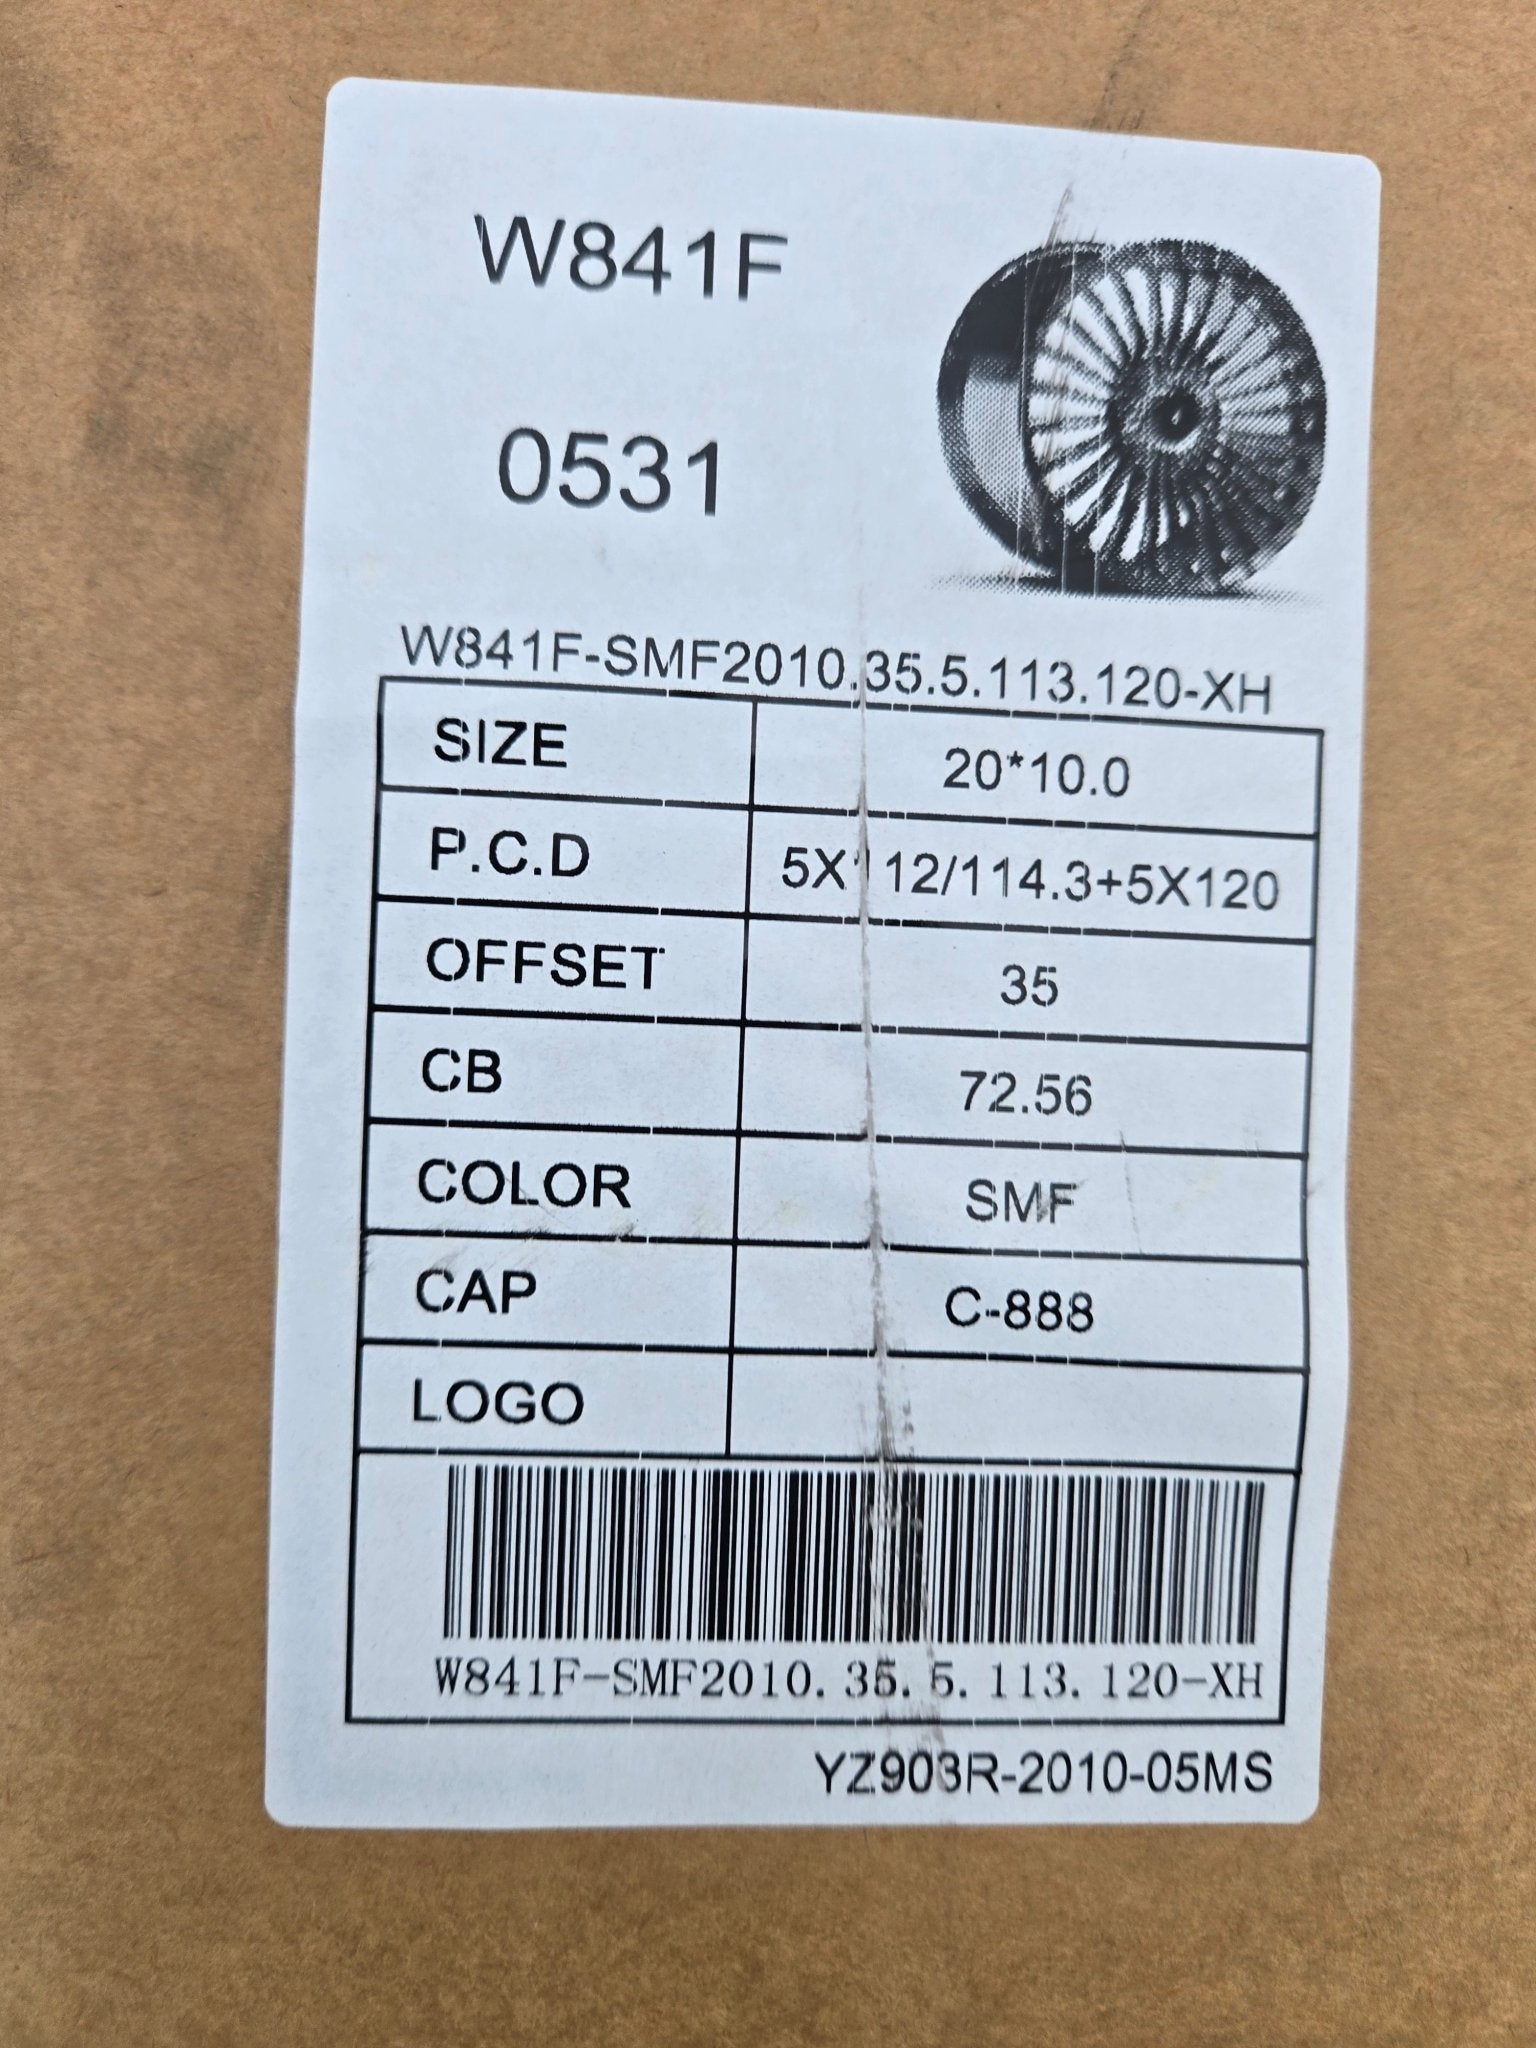 W841F
0531
W841F-SMF2010.35.5.113.120-XH
SIZE 20*10.0
P.C.D 5X112/114.3+5X120
OFFSET 35
CB 72.56
COLOR SMF
CAP C-888
LOGO
W841F-SMF2010.35.5.113.120-XH
YZ903R-2010-05MS